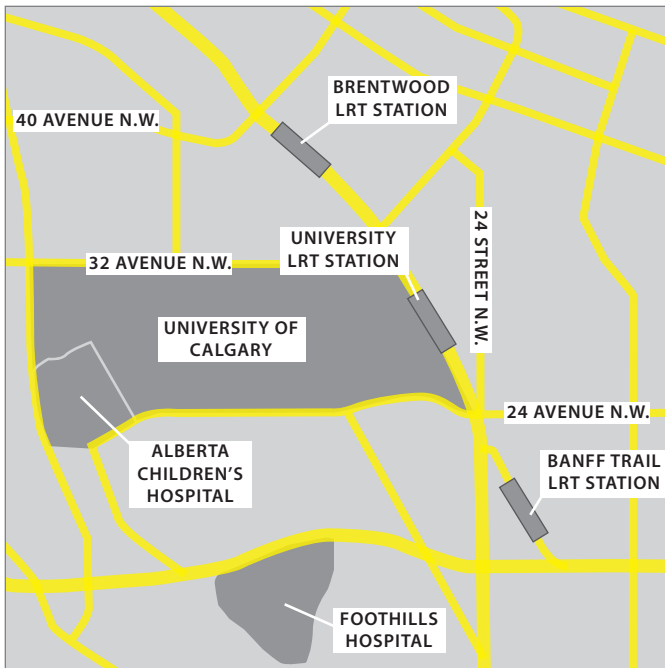 BRENTWOOD
LRT STATION
40 AVENUE N.W.
24 STREET N.W.
UNIVERSITY
LRT STATION
32 AVENUE N.W.
UNIVERSITY OF
CALGARY
24 AVENUE N.W.
ALBERTA
CHILDREN'S
HOSPITAL
BANFF TRAIL
LRT STATION
FOOTHILLS
HOSPITAL